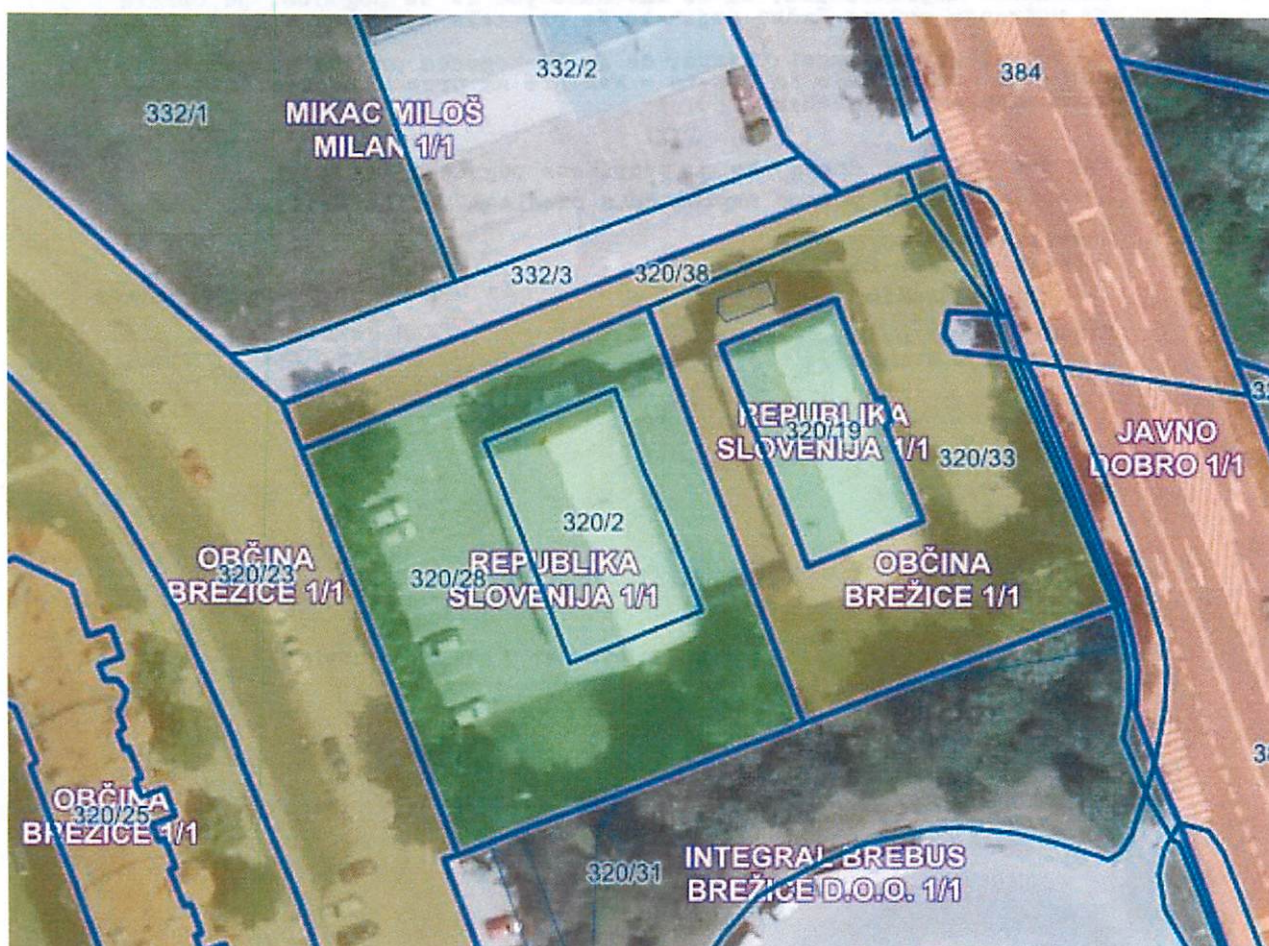 332/2
384
332/1
MIKAC MILOŠ
MILAN 1/1
332/3
320/38
REPUBLIKA
SLOVENIJA 1/1
320/19
320/33
JAVNO
DOBRO 1/1
320/2
OBČINA
BREŽICE 1/1
320/23
320/28
REPUBLIKA
SLOVENIJA 1/1
OBČINA
BREŽICE 1/1
OBČINA
BREŽICE 1/1
320/25
320/31
INTEGRAL BREBUS
BREŽICE D.O.O. 1/1